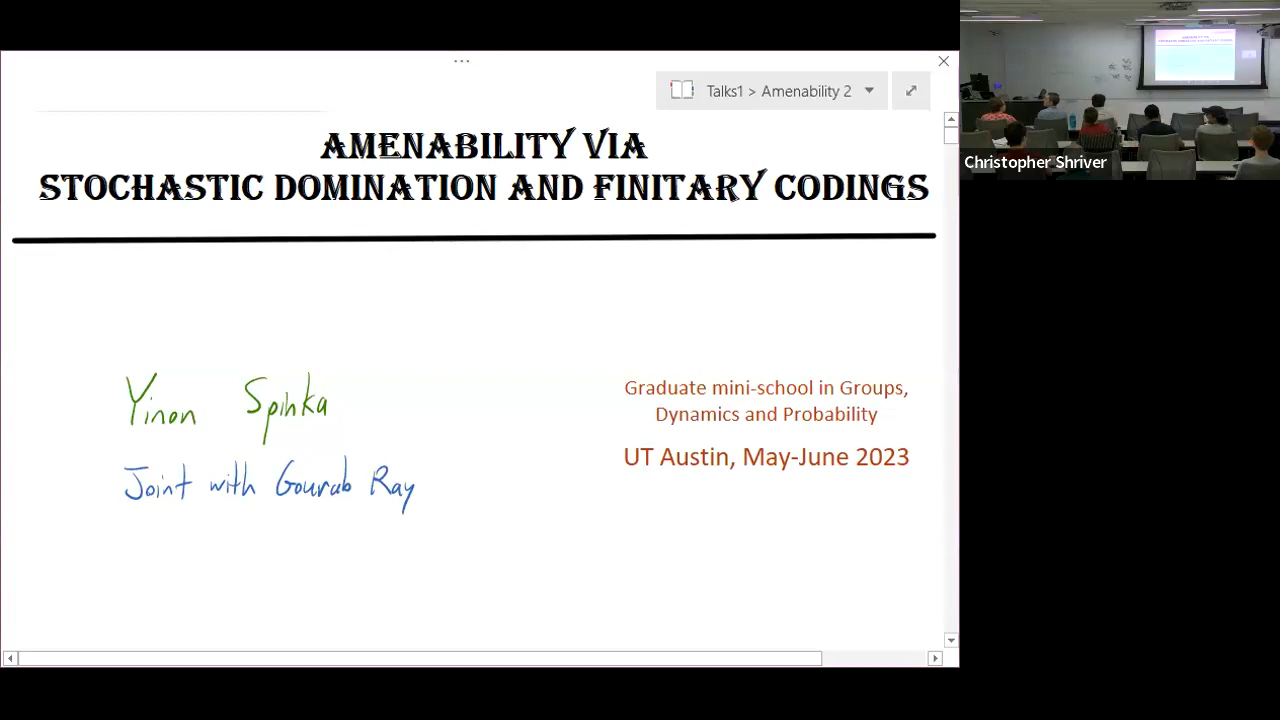 Talks1 > Amenability 2
AMENABILITY VIA
STOCHASTIC DOMINATION AND FINITARY CODINGS
Yinon Spinka
Joint with Gourab Ray
Graduate mini-school in Groups,
Dynamics and Probability
UT Austin, May-June 2023
Christopher Shriver